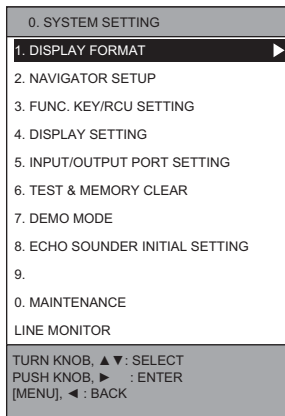 0. SYSTEM SETTING
1. DISPLAY FORMAT ▶
2. NAVIGATOR SETUP
3. FUNC. KEY/RCU SETTING
4. DISPLAY SETTING
5. INPUT/OUTPUT PORT SETTING
6. TEST & MEMORY CLEAR
7. DEMO MODE
8. ECHO SOUNDER INITIAL SETTING
9.
0. MAINTENANCE
LINE MONITOR
TURN KNOB, ▲▼: SELECT
PUSH KNOB, ► : ENTER
[MENU], ◄ : BACK